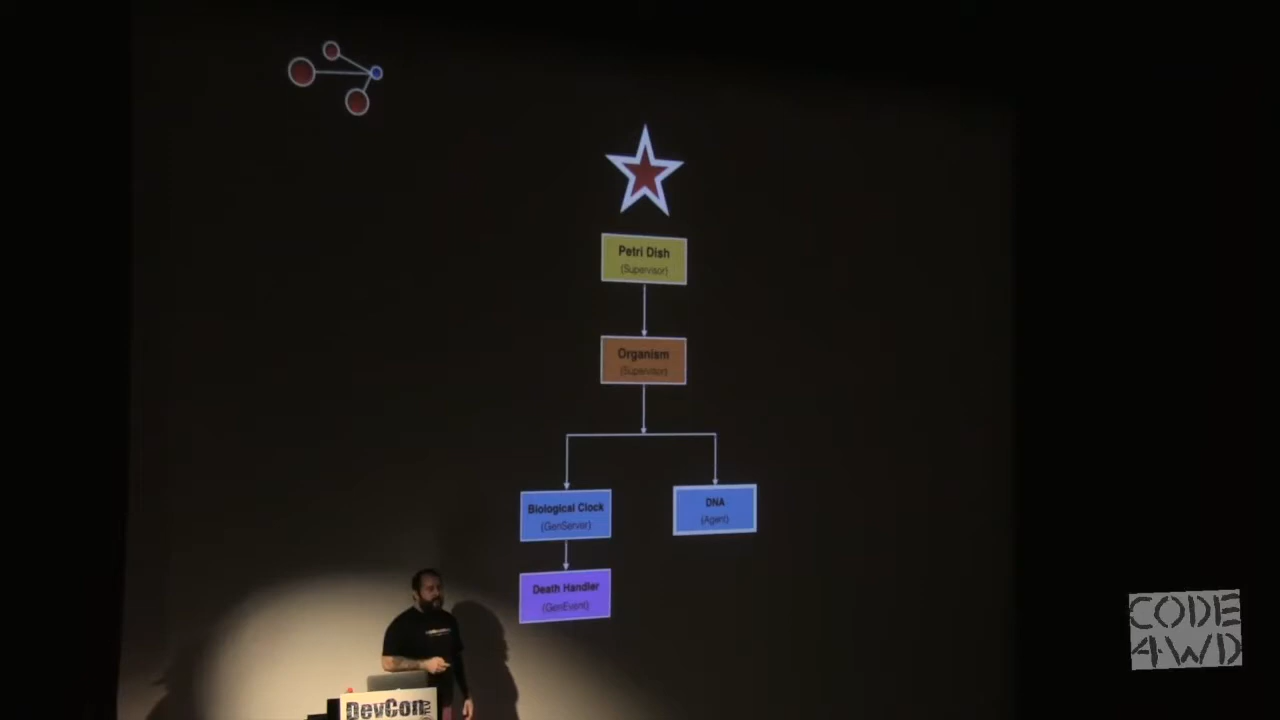 Petri Dish
(Supervisor)
Organism
(Supervisor)
Biological Clock
(GenServer)
DNA
(Agent)
Death Handler
(GenEvent)
DevCon
CODE
4WD